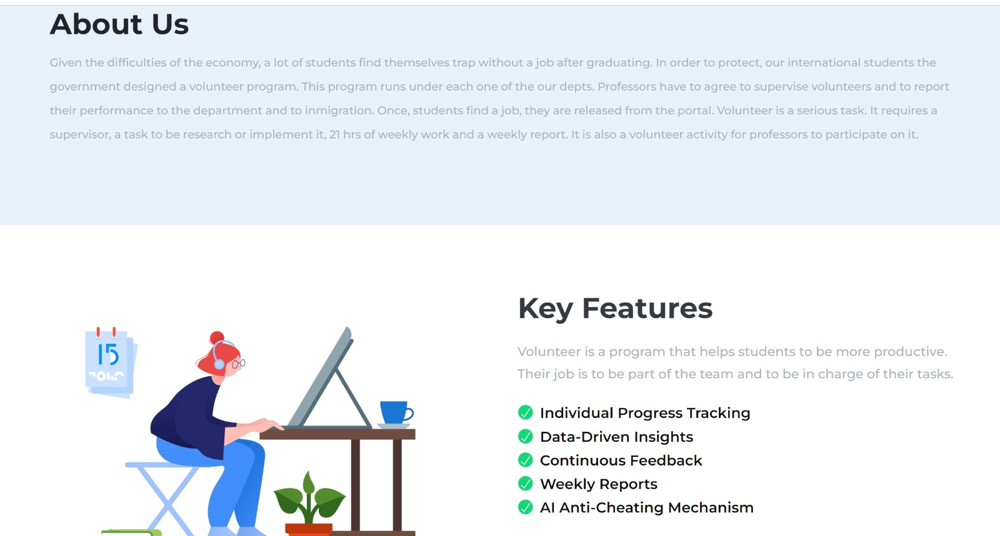 About Us
Given the difficulties of the economy, a lot of students find themselves trap without a job after graduating. In order to protect, our international students the
government designed a volunteer program. This program runs under each one of the our depts. Professors have to agree to supervise volunteers and to report
their performance to the department and to inmigration. Once, students find a job, they are released from the portal. Volunteer is a serious task. It requires a
supervisor, a task to be research or implement it, 21 hrs of weekly work and a weekly report. It is also a volunteer activity for professors to participate on it.
Key Features
Volunteer is a program that helps students to be more productive.
Their job is to be part of the team and to be in charge of their tasks.
15
Individual Progress Tracking
Data-Driven Insights
Continuous Feedback
Weekly Reports
AI Anti-Cheating Mechanism